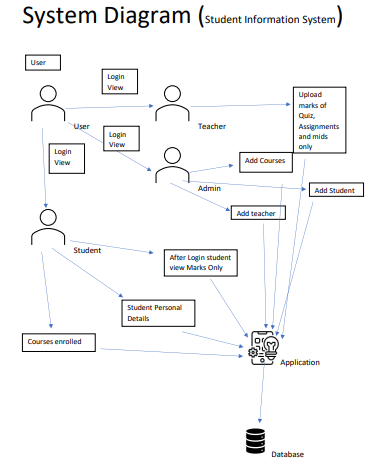 System Diagram (Student Information System)
User
Login
View
Upload
marks of
Quiz,
Assignments
and mids
only
User
Teacher
Login
View
Login
View
Add Courses
Admin
Add Student
Add teacher
Student
After Login student
view Marks Only
Student Personal
Details
Courses enrolled
Application
Database